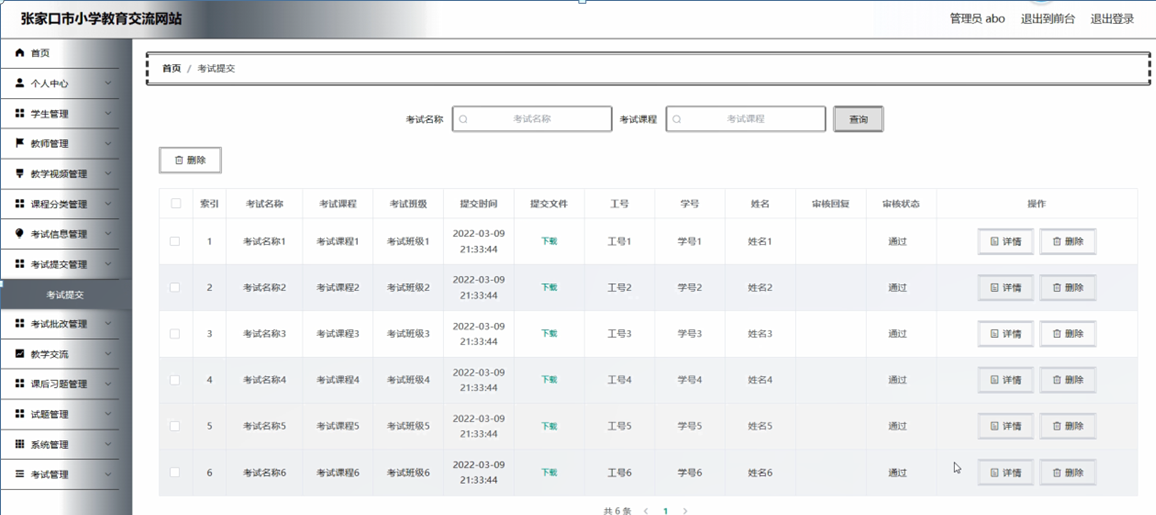 张家口市小学教育交流网站
管理员 abo 退出到前台 退出登录
首页
个人中心
学生管理
教师管理
教学视频管理
课程分类管理
考试信息管理
考试提交管理
考试提交
考试批改管理
教学交流
课后习题管理
试题管理
系统管理
考试管理
首页 / 考试提交
考试名称 考试名称 考试课程 考试课程 查询
删除
索引 考试名称 考试课程 考试班级 提交时间 提交文件 工号 学号 姓名 审核回复 审核状态 操作
1 考试名称1 考试课程1 考试班级1 2022-03-09 21:33:44 下载 工号1 学号1 姓名1 通过 详情 删除
2 考试名称2 考试课程2 考试班级2 2022-03-09 21:33:44 下载 工号2 学号2 姓名2 通过 详情 删除
3 考试名称3 考试课程3 考试班级3 2022-03-09 21:33:44 下载 工号3 学号3 姓名3 通过 详情 删除
4 考试名称4 考试课程4 考试班级4 2022-03-09 21:33:44 下载 工号4 学号4 姓名4 通过 详情 删除
5 考试名称5 考试课程5 考试班级5 2022-03-09 21:33:44 下载 工号5 学号5 姓名5 通过 详情 删除
6 考试名称6 考试课程6 考试班级6 2022-03-09 21:33:44 下载 工号6 学号6 姓名6 通过 详情 删除
共 6 条 < 1 >